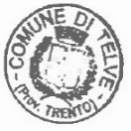 COMUNE DI TELVE
(Prov. TRENTO)